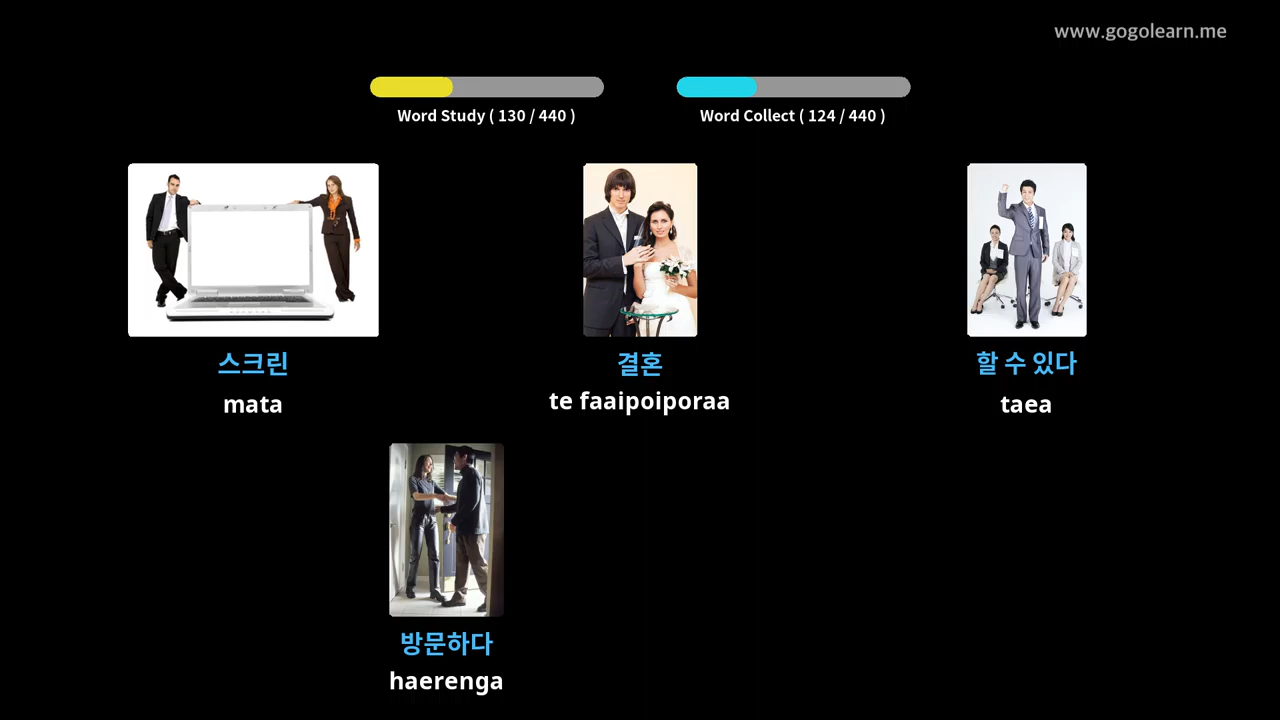 www.gogolearn.me
Word Study ( 130 / 440 )
Word Collect ( 124 / 440 )
스크린
결혼
할 수 있다
mata
te faaipoiporaa
taea
방문하다
haerenga